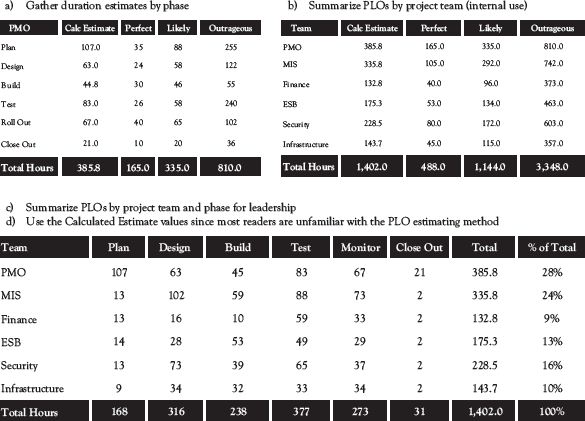 a) Gather duration estimates by phase
PMO Calc Estimate Perfect Likely Outrageous
Plan 107.0 35 88 255
Design 63.0 24 58 122
Build 44.8 30 46 55
Test 83.0 26 58 240
Roll Out 67.0 40 65 102
Close Out 21.0 10 20 36
Total Hours 385.8 165.0 335.0 810.0
b) Summarize PLOs by project team (internal use)
Team Calc Estimate Perfect Likely Outrageous
PMO 385.8 165.0 335.0 810.0
MIS 335.8 105.0 292.0 742.0
Finance 132.8 40.0 96.0 373.0
ESB 175.3 53.0 134.0 463.0
Security 228.5 80.0 172.0 603.0
Infrastructure 143.7 45.0 115.0 357.0
Total Hours 1,402.0 488.0 1,144.0 3,348.0
c) Summarize PLOs by project team and phase for leadership
d) Use the Calculated Estimate values since most readers are unfamiliar with the PLO estimating method
Team Plan Design Build Test Monitor Close Out Total % of Total
PMO 107 63 45 83 67 21 385.8 28%
MIS 13 102 59 88 73 2 335.8 24%
Finance 13 16 10 59 33 2 132.8 9%
ESB 14 28 53 49 29 2 175.3 13%
Security 13 73 39 65 37 2 228.5 16%
Infrastructure 9 34 32 33 34 2 143.7 10%
Total Hours 168 316 238 377 273 31 1,402.0 100%